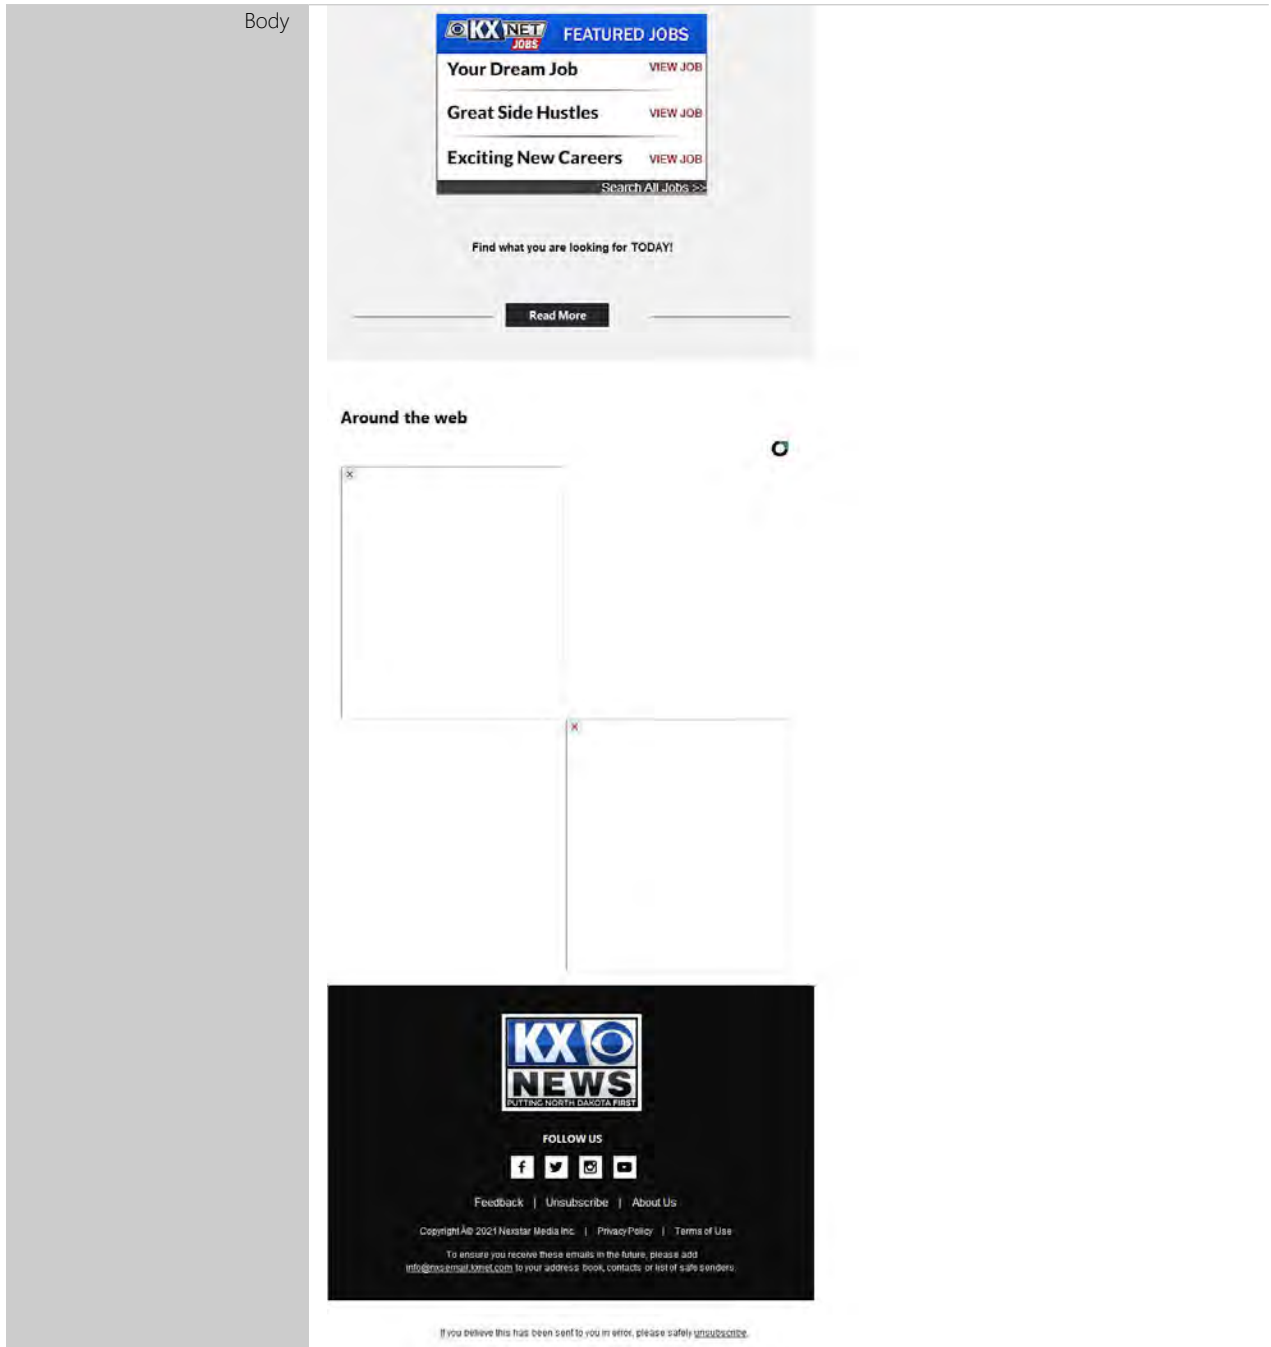 Body
KX NET JOBS FEATURED JOBS
Your Dream Job VIEW JOB
Great Side Hustles VIEW JOB
Exciting New Careers VIEW JOB
Search All Jobs >>
Find what you are looking for TODAY!
Read More
Around the web
KX
NEWS
PUTTING NORTH DAKOTA FIRST
FOLLOW US
Feedback | Unsubscribe | About Us
Copyright Â© 2021 Nexstar Media Inc. | Privacy Policy | Terms of Use
To ensure you receive these emails in the future, please add
info@nxsemail.kxnet.com to your address book, contacts or list of safe senders.
If you believe this has been sent to you in error, please safely unsubscribe.